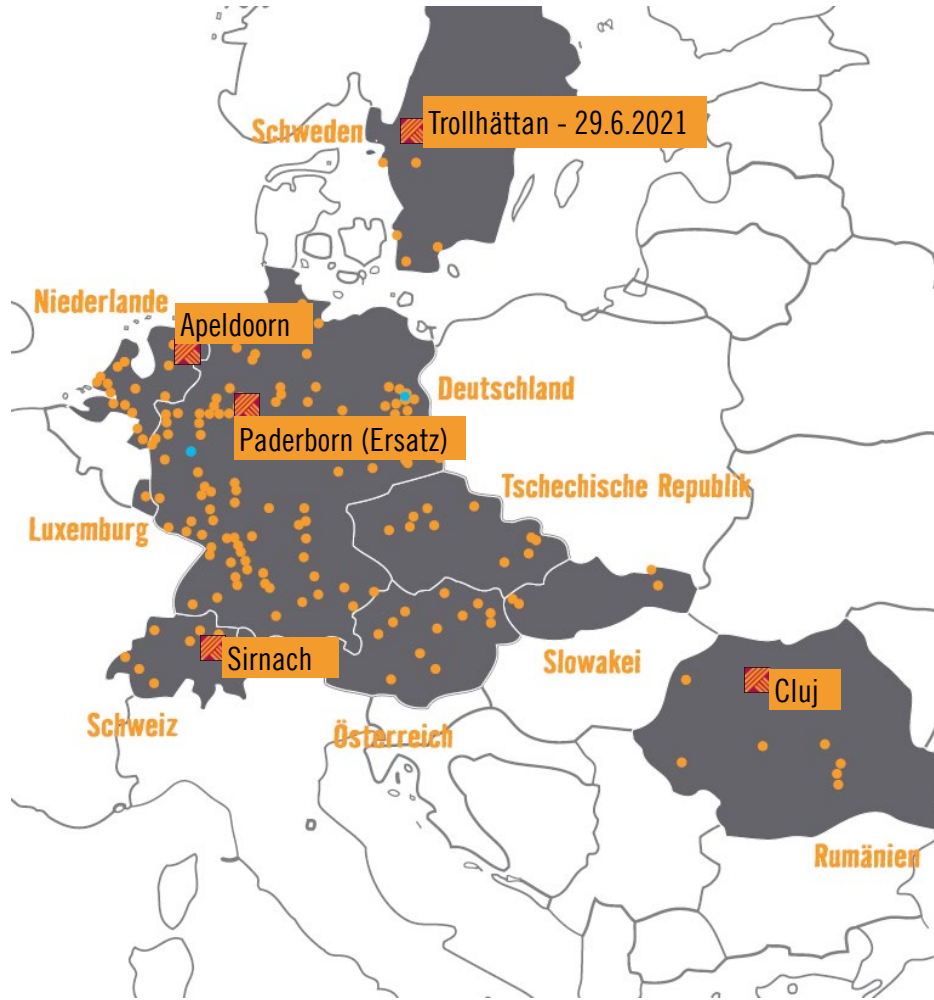 Schweden
Trollhättan - 29.6.2021
Niederlande
Apeldoorn
Deutschland
Paderborn (Ersatz)
Tschechische Republik
Luxemburg
Sirnach
Slowakei
Cluj
Schweiz
Österreich
Rumänien